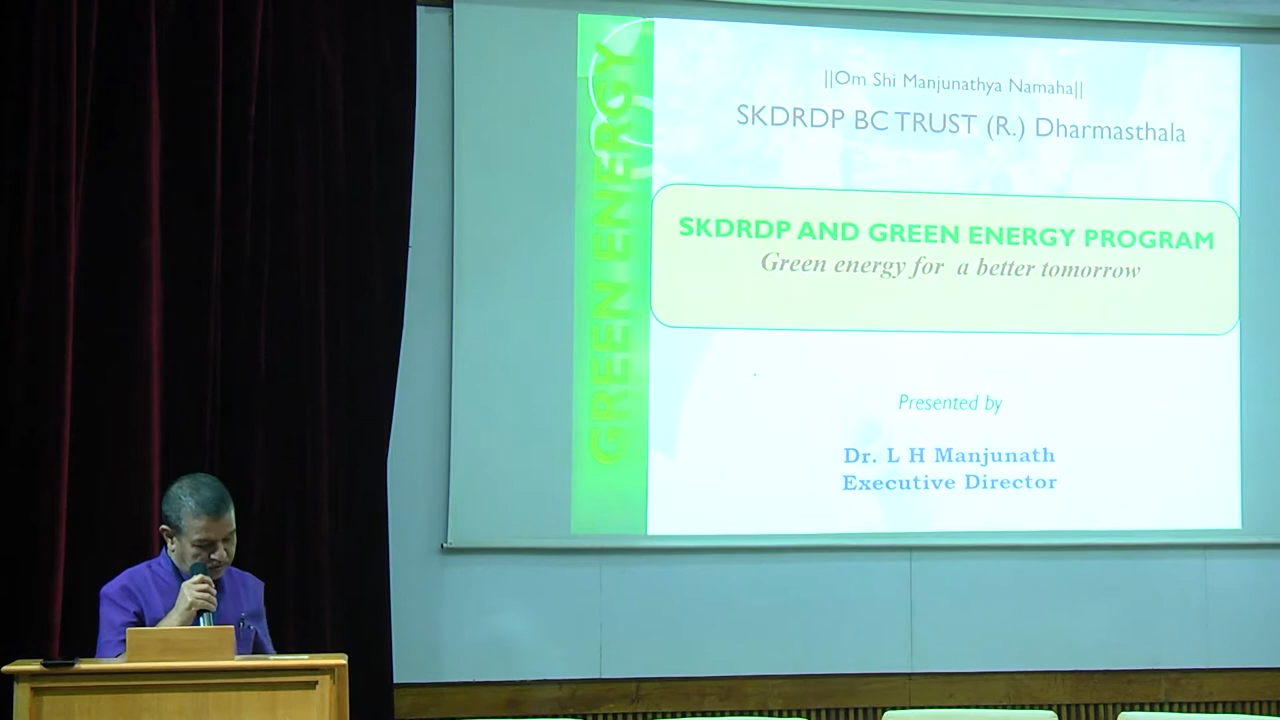 GREEN ENERGY
||Om Shi Manjunathya Namaha||
SKDRDP BC TRUST (R.) Dharmasthala
SKDRDP AND GREEN ENERGY PROGRAM
Green energy for a better tomorrow
Presented by
Dr. L H Manjunath
Executive Director